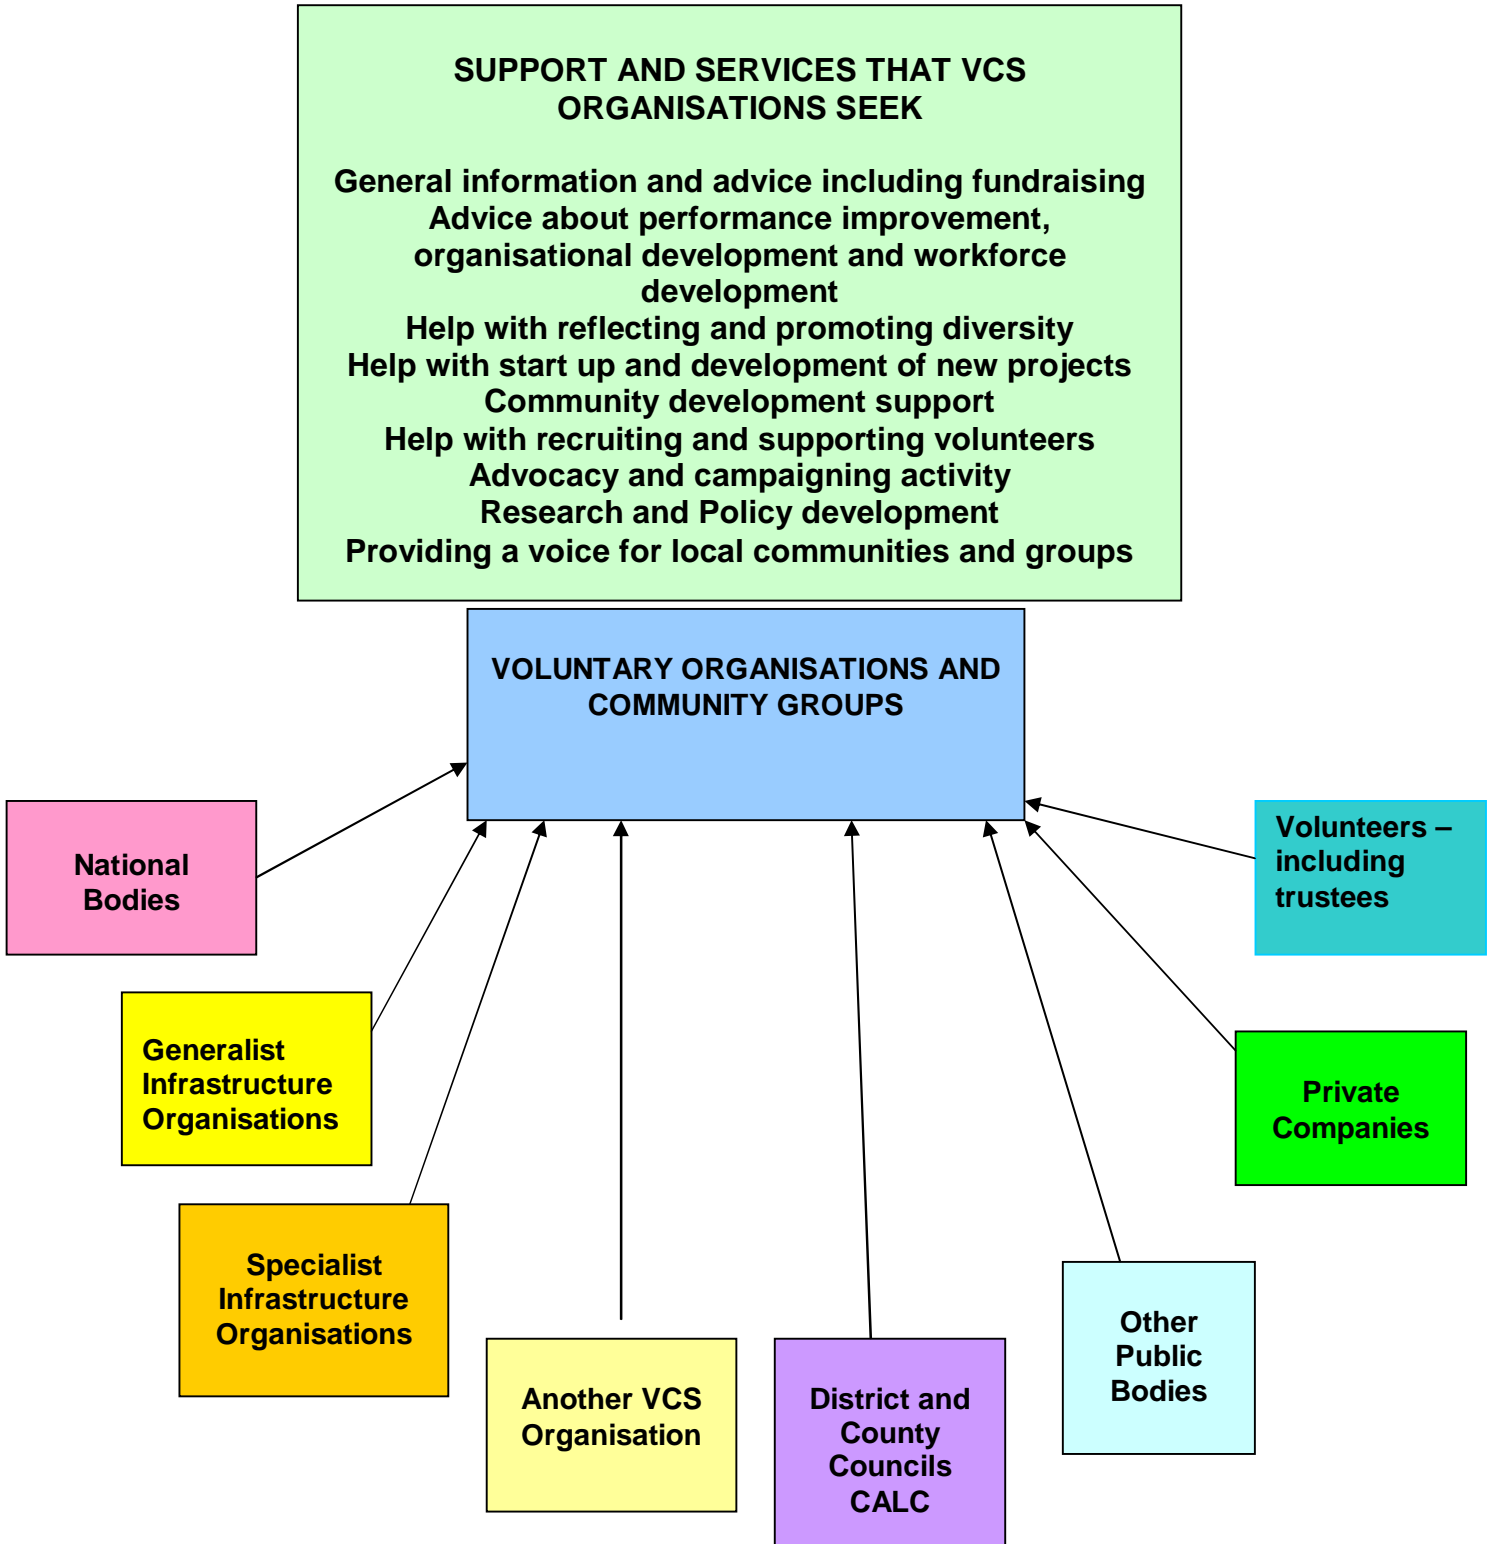 SUPPORT AND SERVICES THAT VCS
ORGANISATIONS SEEK
General information and advice including fundraising
Advice about performance improvement,
organisational development and workforce
development
Help with reflecting and promoting diversity
Help with start up and development of new projects
Community development support
Help with recruiting and supporting volunteers
Advocacy and campaigning activity
Research and Policy development
Providing a voice for local communities and groups
VOLUNTARY ORGANISATIONS AND
COMMUNITY GROUPS
National
Bodies
Volunteers –
including
trustees
Generalist
Infrastructure
Organisations
Private
Companies
Specialist
Infrastructure
Organisations
Another VCS
Organisation
District and
County
Councils
CALC
Other
Public
Bodies